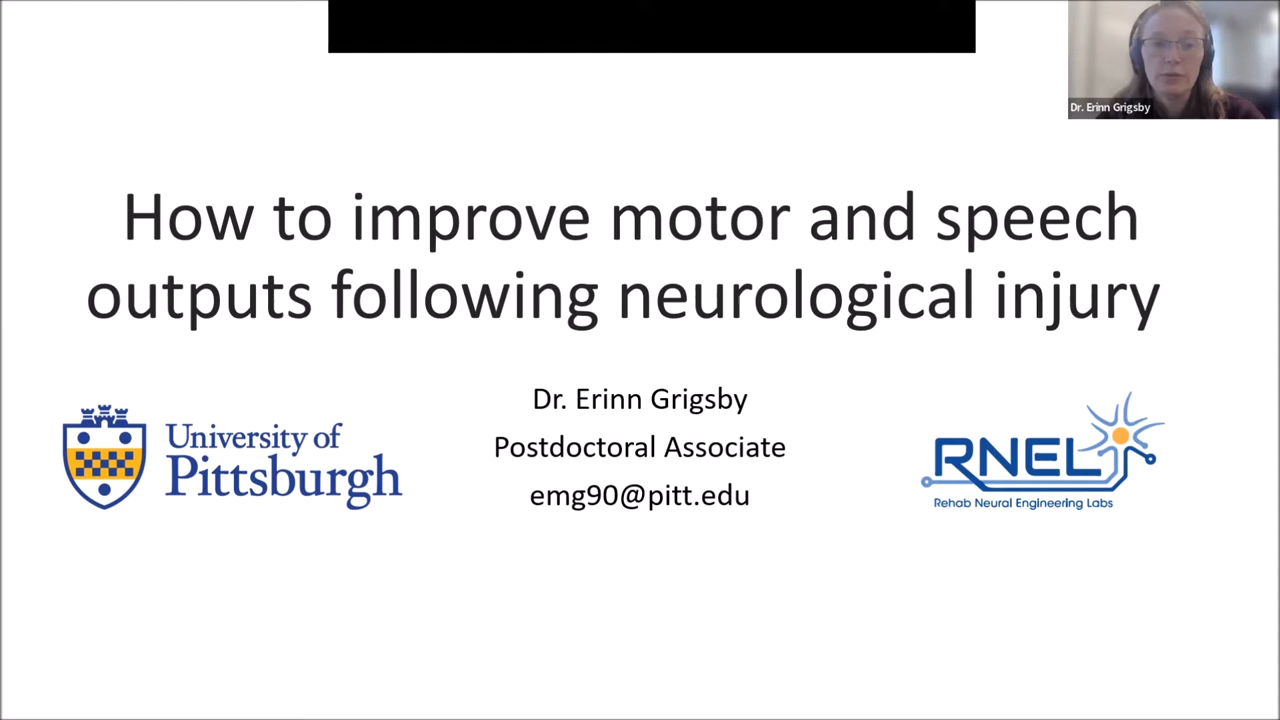 Dr. Erinn Grigsby
How to improve motor and speech
outputs following neurological injury
Dr. Erinn Grigsby
Postdoctoral Associate
emg90@pitt.edu
University of
Pittsburgh
RNEL
Rehab Neural Engineering Labs